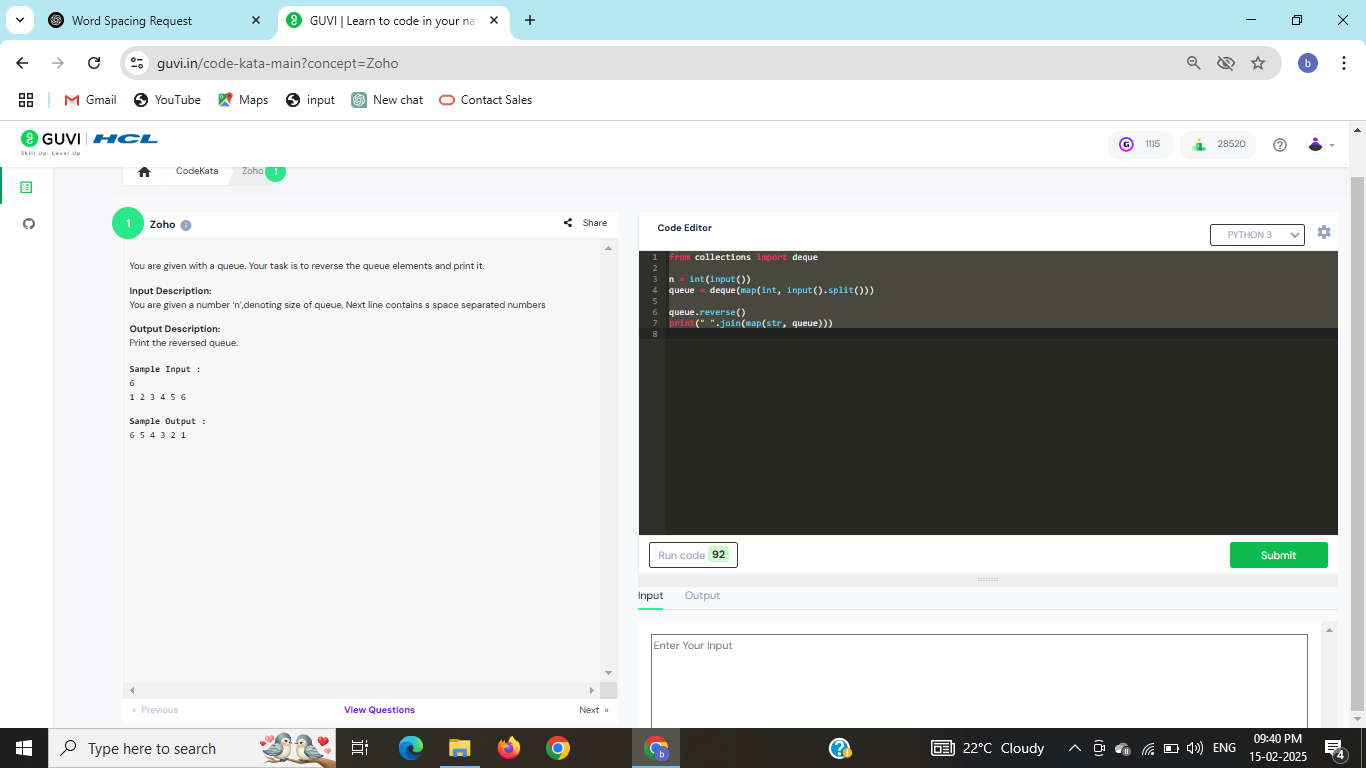 Word Spacing Request
GUVI | Learn to code in your na
guvi.in/code-kata-main?concept=Zoho
b
Gmail
YouTube
Maps
input
New chat
Contact Sales
GUVI | HCL
Skill Up. Level Up
G 1115
28520
CodeKata
Zoho 1
1 Zoho
Share
You are given with a queue. Your task is to reverse the queue elements and print it.
Input Description:
You are given a number ‘n’,denoting size of queue, Next line contains s space separated numbers
Output Description:
Print the reversed queue.
Sample Input :
6
1 2 3 4 5 6
Sample Output :
6 5 4 3 2 1
« Previous
View Questions
Next »
Code Editor
PYTHON 3
1 from collections import deque
2
3 n = int(input())
4 queue = deque(map(int, input().split()))
5
6 queue.reverse()
7 print(" ".join(map(str, queue)))
8
Run code 92
Submit
Input
Output
Enter Your Input
Type here to search
22°C Cloudy
ENG
09:40 PM
15-02-2025
4